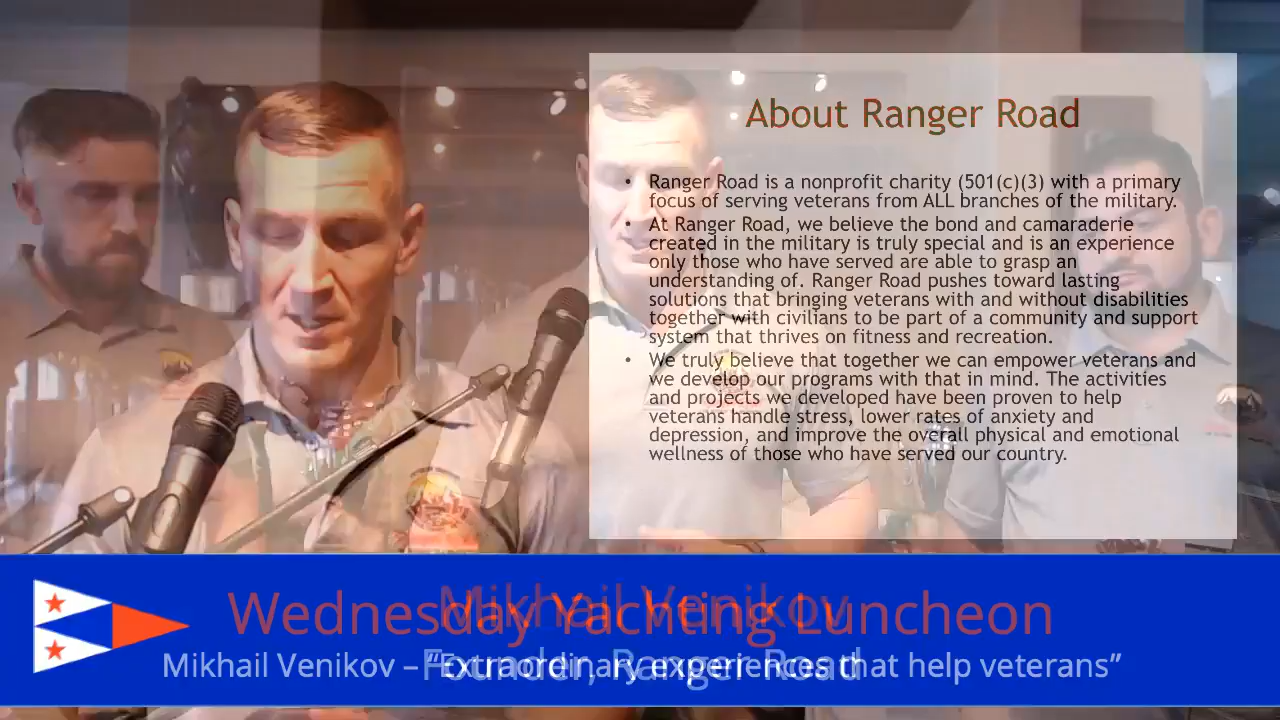 About Ranger Road
• Ranger Road is a nonprofit charity (501(c)(3) with a primary
focus of serving veterans from ALL branches of the military.
• At Ranger Road, we believe the bond and camaraderie
created in the military is truly special and is an experience
only those who have served are able to grasp an
understanding of. Ranger Road pushes toward lasting
solutions that bringing veterans with and without disabilities
together with civilians to be part of a community and support
system that thrives on fitness and recreation.
• We truly believe that together we can empower veterans and
we develop our programs with that in mind. The activities
and projects we developed have been proven to help
veterans handle stress, lower rates of anxiety and
depression, and improve the overall physical and emotional
wellness of those who have served our country.
Mikhail Venikov
Wednesday Yachting Luncheon
Founder, Ranger Road
Mikhail Venikov – “Extraordinary experiences that help veterans”